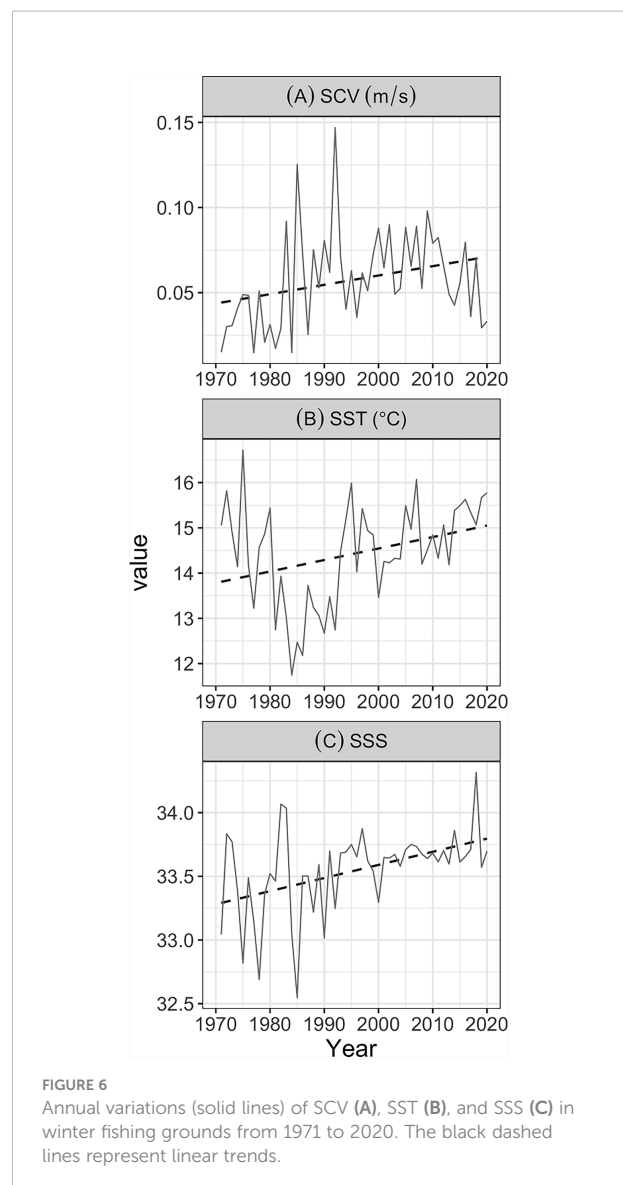 (A) SCV (m/s)
0.15
0.10
0.05
1970 1980 1990 2000 2010 2020
(B) SST (°C)
16
15
14
13
12
value
1970 1980 1990 2000 2010 2020
(C) SSS
34.0
33.5
33.0
32.5
1970 1980 1990 2000 2010 2020
Year
FIGURE 6
Annual variations (solid lines) of SCV (A), SST (B), and SSS (C) in
winter fishing grounds from 1971 to 2020. The black dashed
lines represent linear trends.